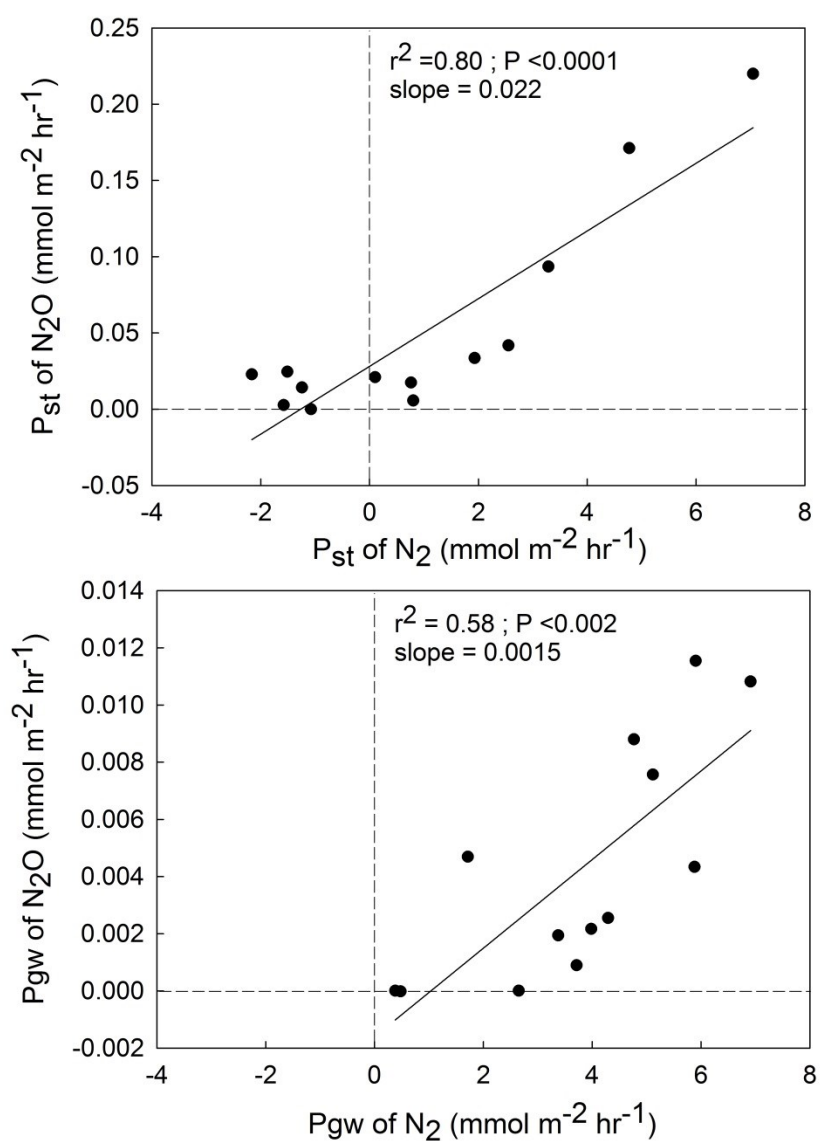 0.25
0.20
0.15
0.10
0.05
0.00
-0.05
P_st of N₂O (mmol m⁻² hr⁻¹)
r² =0.80 ; P <0.0001
slope = 0.022
-4 -2 0 2 4 6 8
P_st of N₂ (mmol m⁻² hr⁻¹)
0.014
0.012
0.010
0.008
0.006
0.004
0.002
0.000
-0.002
Pgw of N₂O (mmol m⁻² hr⁻¹)
r² = 0.58 ; P <0.002
slope = 0.0015
-4 -2 0 2 4 6 8
Pgw of N₂ (mmol m⁻² hr⁻¹)